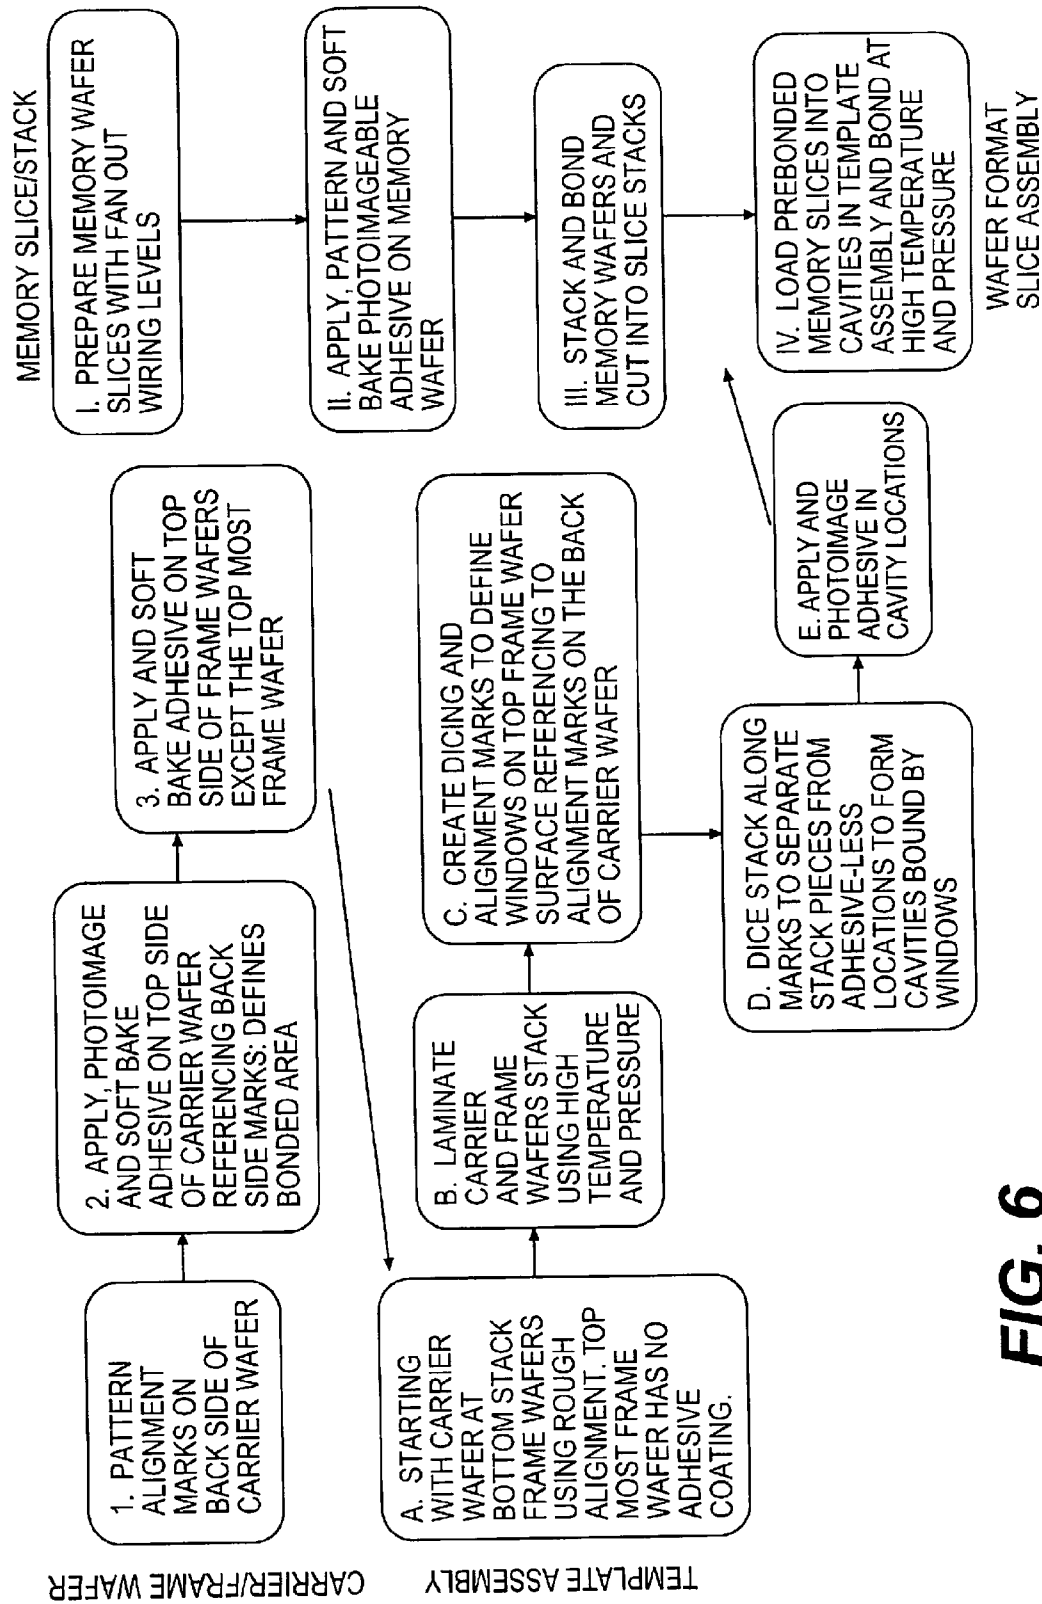 CARRIER/FRAME WAFER
1. PATTERN
ALIGNMENT
MARKS ON
BACK SIDE OF
CARRIER WAFER
2. APPLY, PHOTOIMAGE
AND SOFT BAKE
ADHESIVE ON TOP SIDE
OF CARRIER WAFER
REFERENCING BACK
SIDE MARKS: DEFINES
BONDED AREA
3. APPLY AND SOFT
BAKE ADHESIVE ON TOP
SIDE OF FRAME WAFERS
EXCEPT THE TOP MOST
FRAME WAFER
TEMPLATE ASSEMBLY
A. STARTING
WITH CARRIER
WAFER AT
BOTTOM STACK
FRAME WAFERS
USING ROUGH
ALIGNMENT. TOP
MOST FRAME
WAFER HAS NO
ADHESIVE
COATING.
B. LAMINATE
CARRIER
AND FRAME
WAFERS STACK
USING HIGH
TEMPERATURE
AND PRESSURE
C. CREATE DICING AND
ALIGNMENT MARKS TO DEFINE
WINDOWS ON TOP FRAME WAFER
SURFACE REFERENCING TO
ALIGNMENT MARKS ON THE BACK
OF CARRIER WAFER
D. DICE STACK ALONG
MARKS TO SEPARATE
STACK PIECES FROM
ADHESIVE-LESS
LOCATIONS TO FORM
CAVITIES BOUND BY
WINDOWS
E. APPLY AND
PHOTOIMAGE
ADHESIVE IN
CAVITY LOCATIONS
MEMORY SLICE/STACK
I. PREPARE MEMORY WAFER
SLICES WITH FAN OUT
WIRING LEVELS
II. APPLY, PATTERN AND SOFT
BAKE PHOTOIMAGEABLE
ADHESIVE ON MEMORY
WAFER
III. STACK AND BOND
MEMORY WAFERS AND
CUT INTO SLICE STACKS
IV. LOAD PREBONDED
MEMORY SLICES INTO
CAVITIES IN TEMPLATE
ASSEMBLY AND BOND AT
HIGH TEMPERATURE
AND PRESSURE
WAFER FORMAT
SLICE ASSEMBLY
FIG. 6